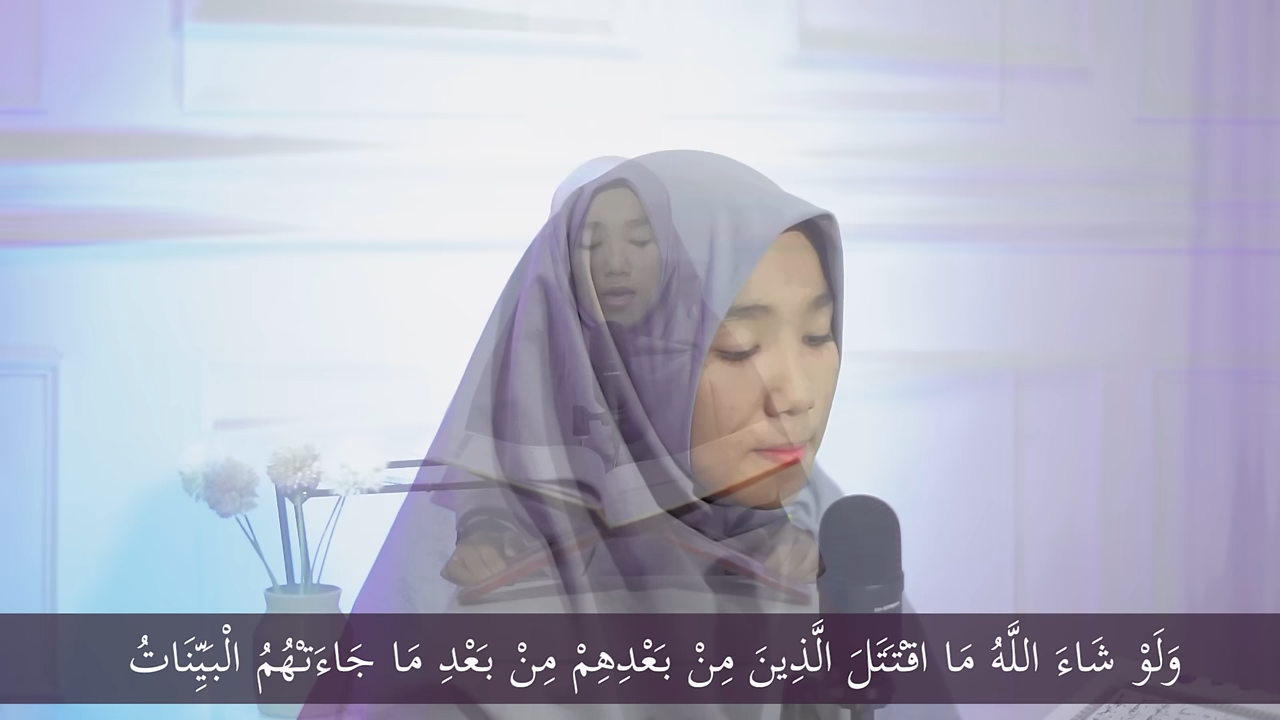 وَلَوْ شَاءَ اللَّهُ مَا اقْتَتَلَ الَّذِينَ مِنْ بَعْدِهِمْ مِنْ بَعْدِ مَا جَاءَتْهُمُ الْبَيِّنَاتُ